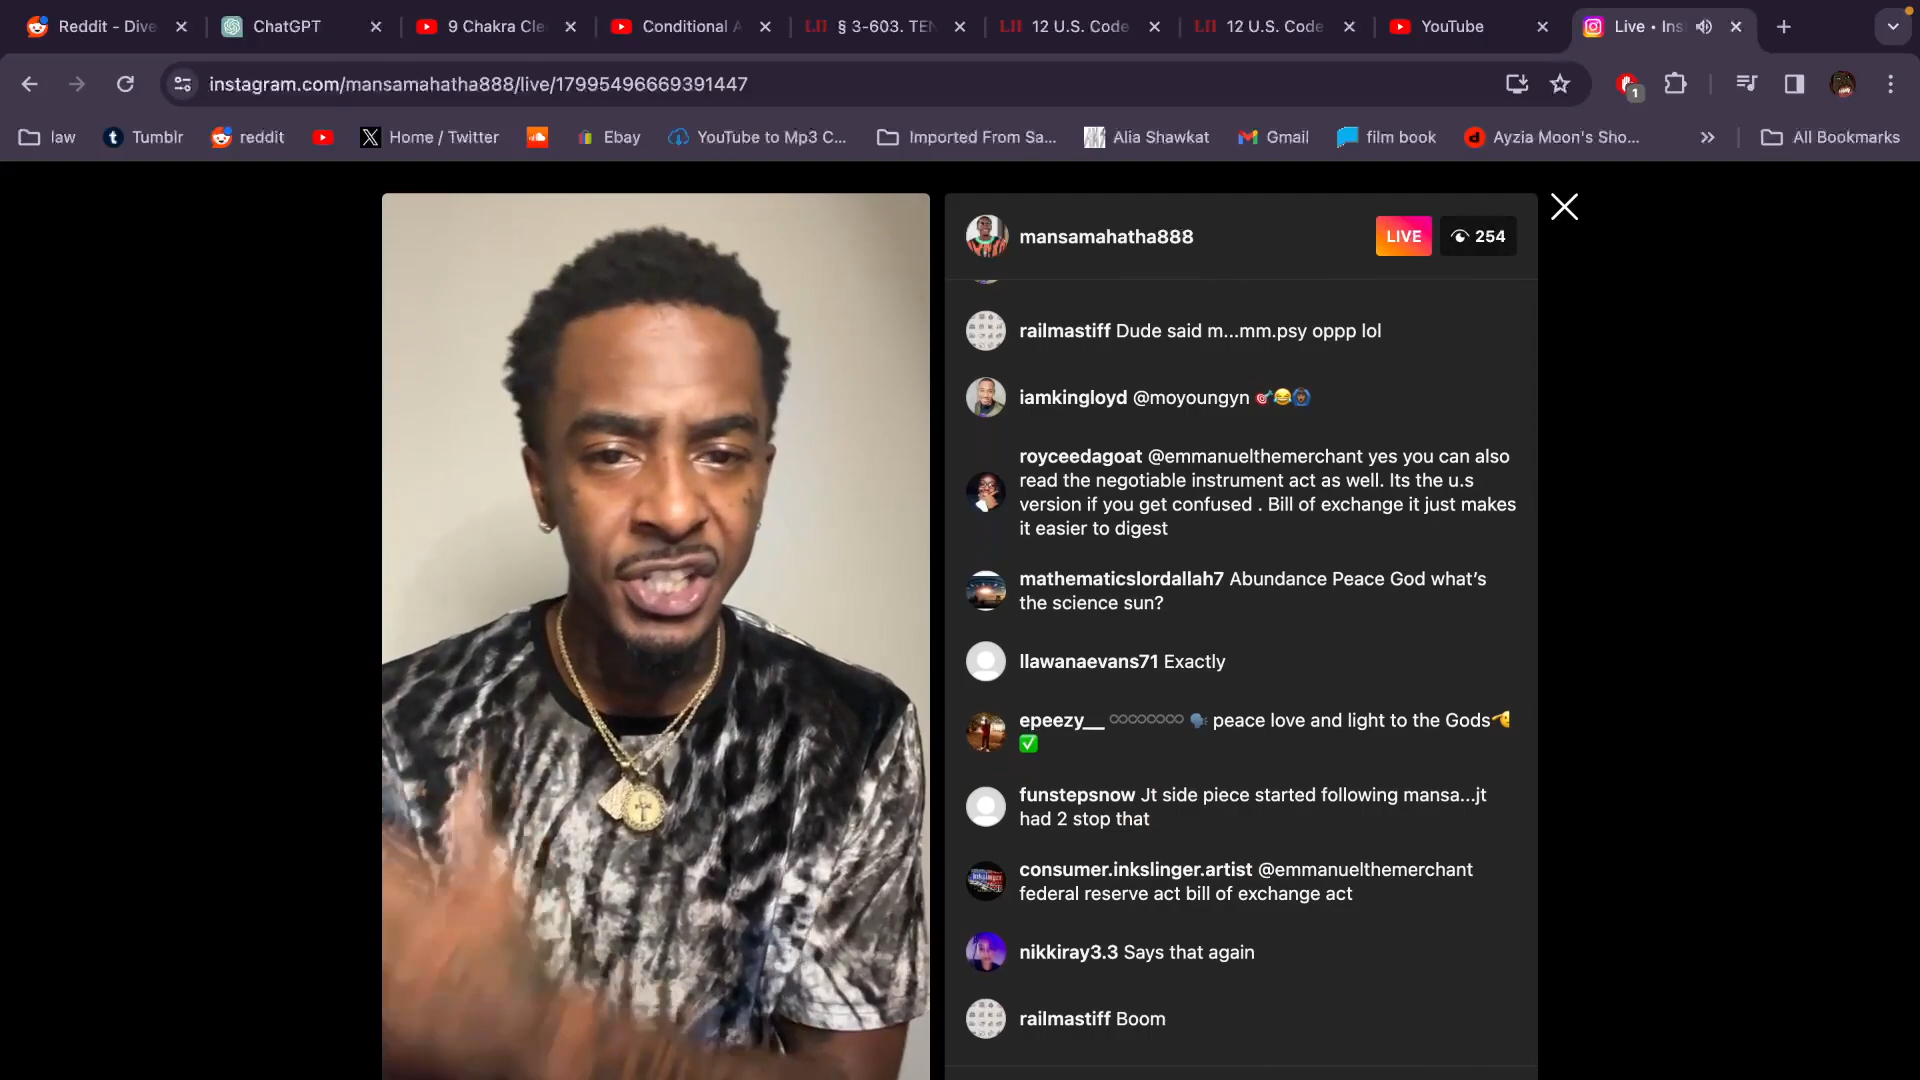 Reddit - Dive
ChatGPT
9 Chakra Cle
Conditional A
§ 3-603. TEN
12 U.S. Code
12 U.S. Code
YouTube
Live • Ins
instagram.com/mansamahatha888/live/17995496669391447
1
law
Tumblr
reddit
Home / Twitter
Ebay
YouTube to Mp3 C...
Imported From Sa...
Alia Shawkat
Gmail
film book
Ayzia Moon's Sho...
All Bookmarks
mansamahatha888
LIVE
254
railmastiff Dude said m...mm.psy oppp lol
iamkingloyd @moyoungyn 🎯😂🙆🏿‍♂️
royceedagoat @emmanuelthemerchant yes you can also
read the negotiable instrument act as well. Its the u.s
version if you get confused . Bill of exchange it just makes
it easier to digest
mathematicslordallah7 Abundance Peace God what's
the science sun?
llawanaevans71 Exactly
epeezy__ ∞∞∞∞ 🗣️ peace love and light to the Gods🫡
✅
funstepsnow Jt side piece started following mansa...jt
had 2 stop that
consumer.inkslinger.artist @emmanuelthemerchant
federal reserve act bill of exchange act
nikkiray3.3 Says that again
railmastiff Boom